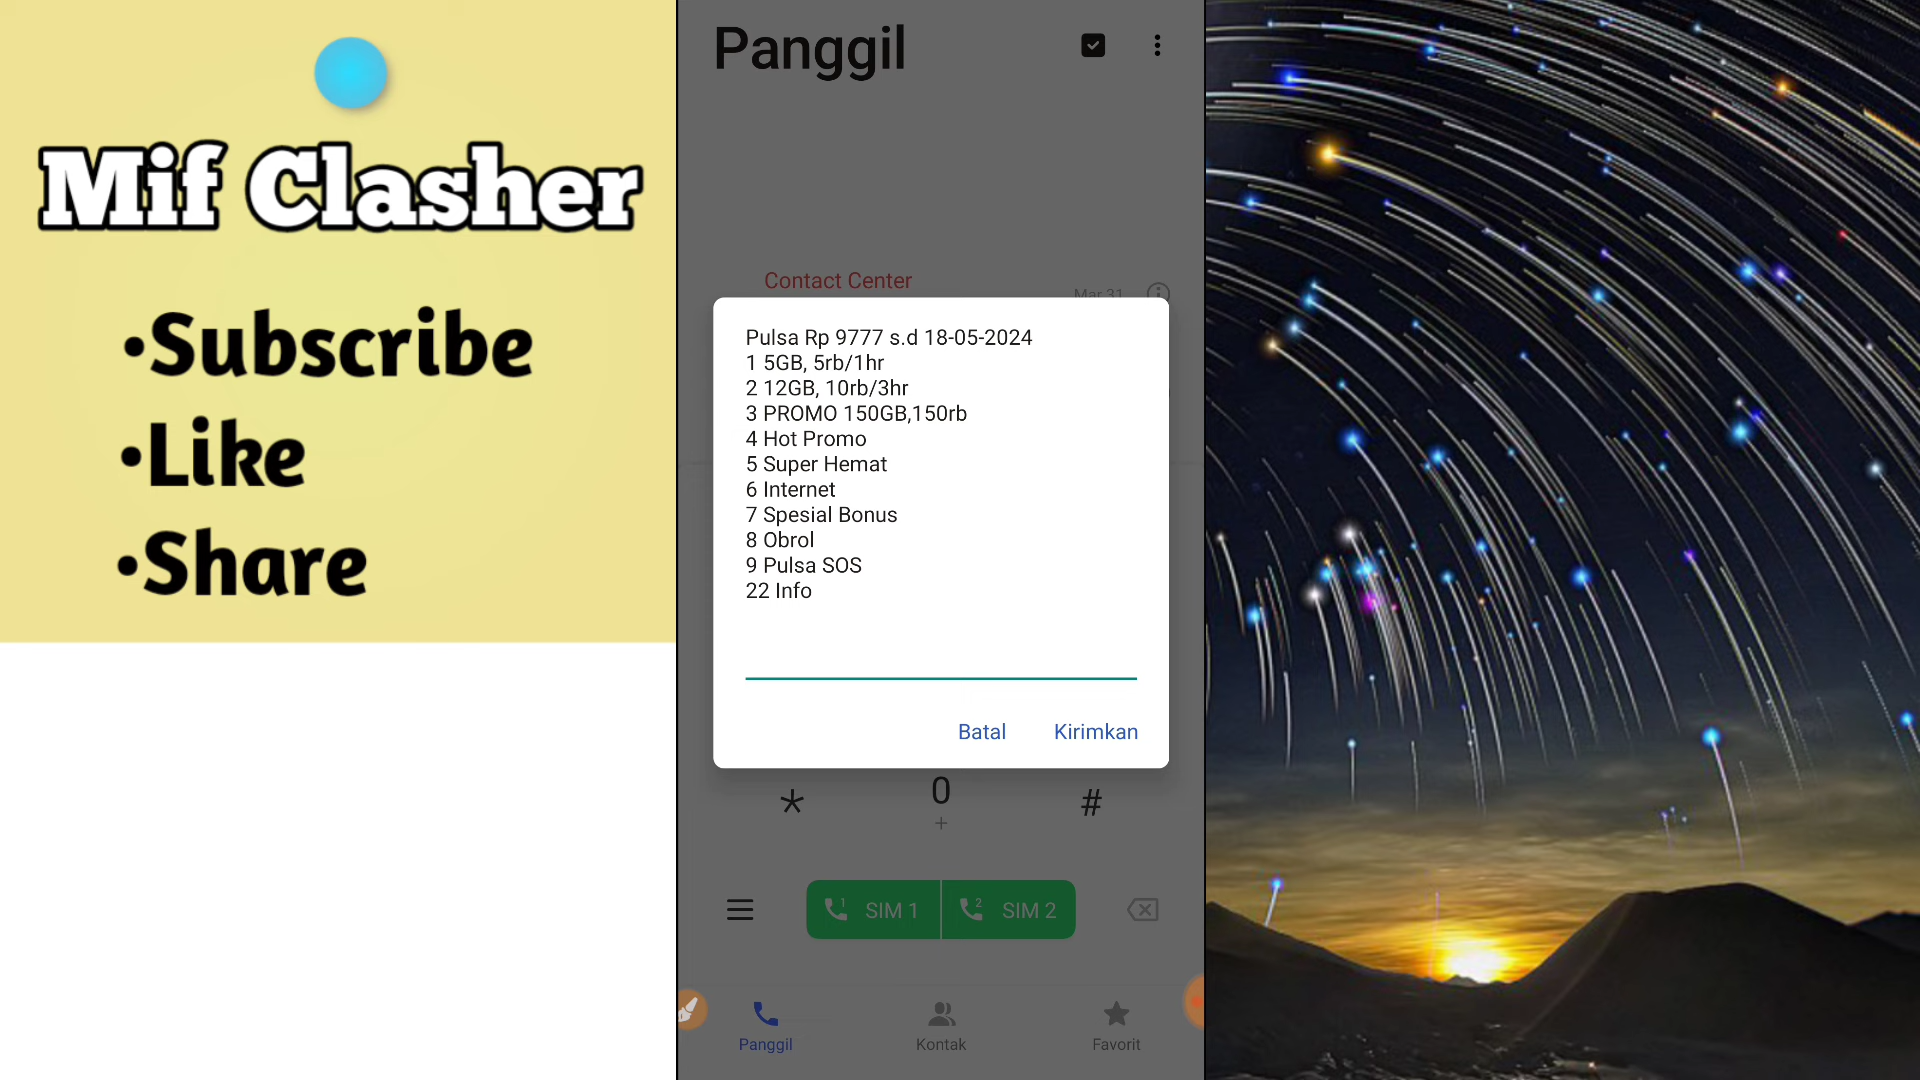 Mif Clasher
•Subscribe
•Like
•Share
Panggil
Contact Center
Mar 31
Pulsa Rp 9777 s.d 18-05-2024
1 5GB, 5rb/1hr
2 12GB, 10rb/3hr
3 PROMO 150GB,150rb
4 Hot Promo
5 Super Hemat
6 Internet
7 Spesial Bonus
8 Obrol
9 Pulsa SOS
22 Info
Batal Kirimkan
* 0 #
+
1 SIM 1 2 SIM 2
Panggil Kontak Favorit